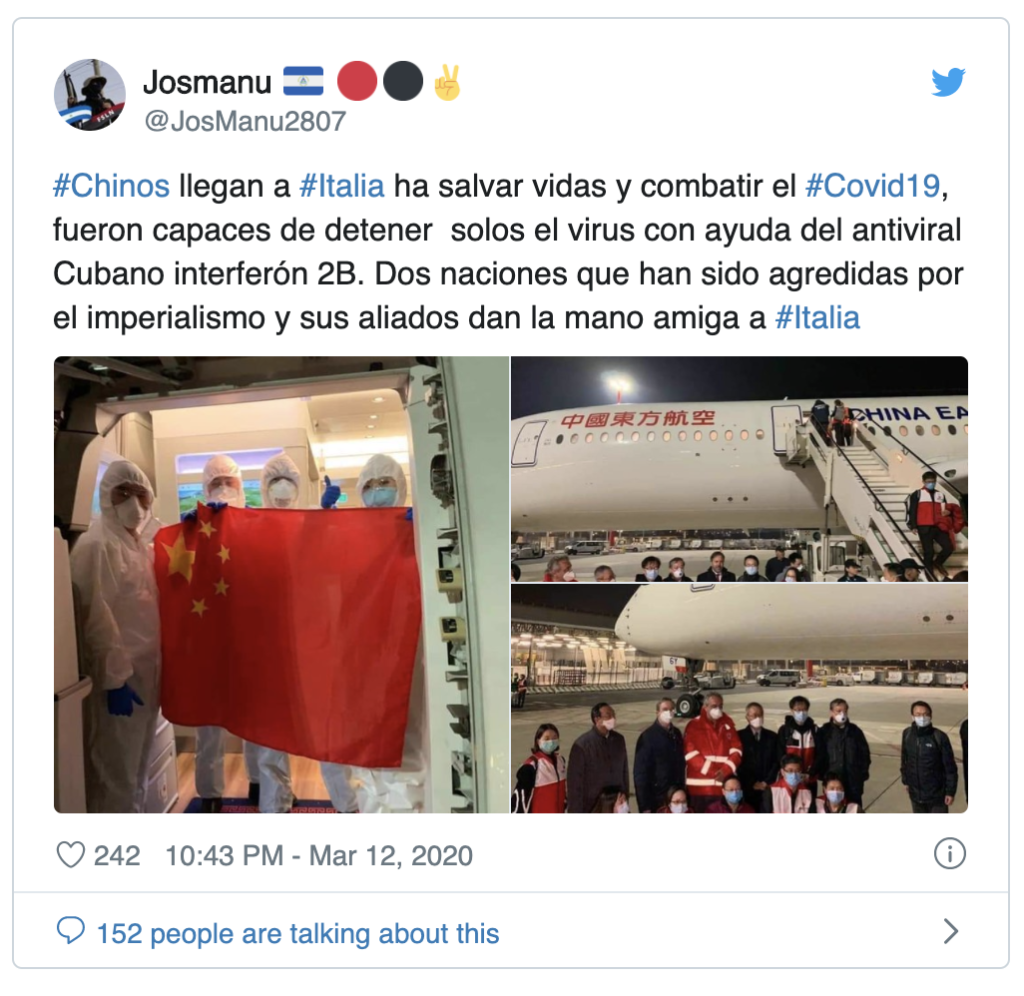 Josmanu 🇳🇮 🔴⚫✌
@JosManu2807
#Chinos llegan a #Italia ha salvar vidas y combatir el #Covid19,
fueron capaces de detener  solos el virus con ayuda del antiviral
Cubano interferón 2B. Dos naciones que han sido agredidas por
el imperialismo y sus aliados dan la mano amiga a #Italia
FSLN
中國東方航空
CHINA EA
242 10:43 PM - Mar 12, 2020
152 people are talking about this